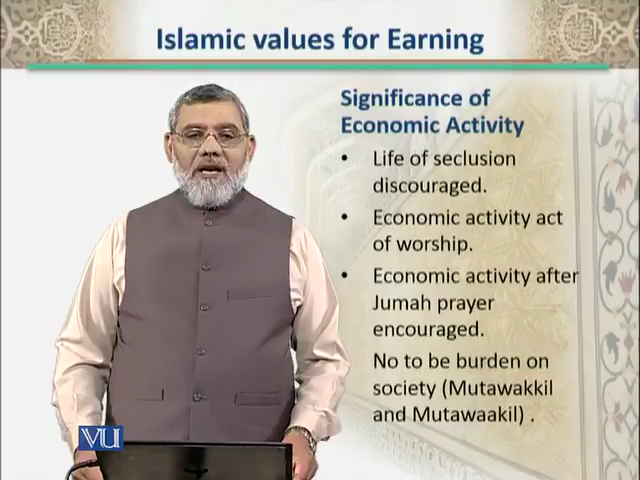 Islamic values for Earning
Significance of
Economic Activity
• Life of seclusion
discouraged.
• Economic activity act
of worship.
• Economic activity after
Jumah prayer
encouraged.
No to be burden on
society (Mutawakkil
and Mutawaakil) .
VU